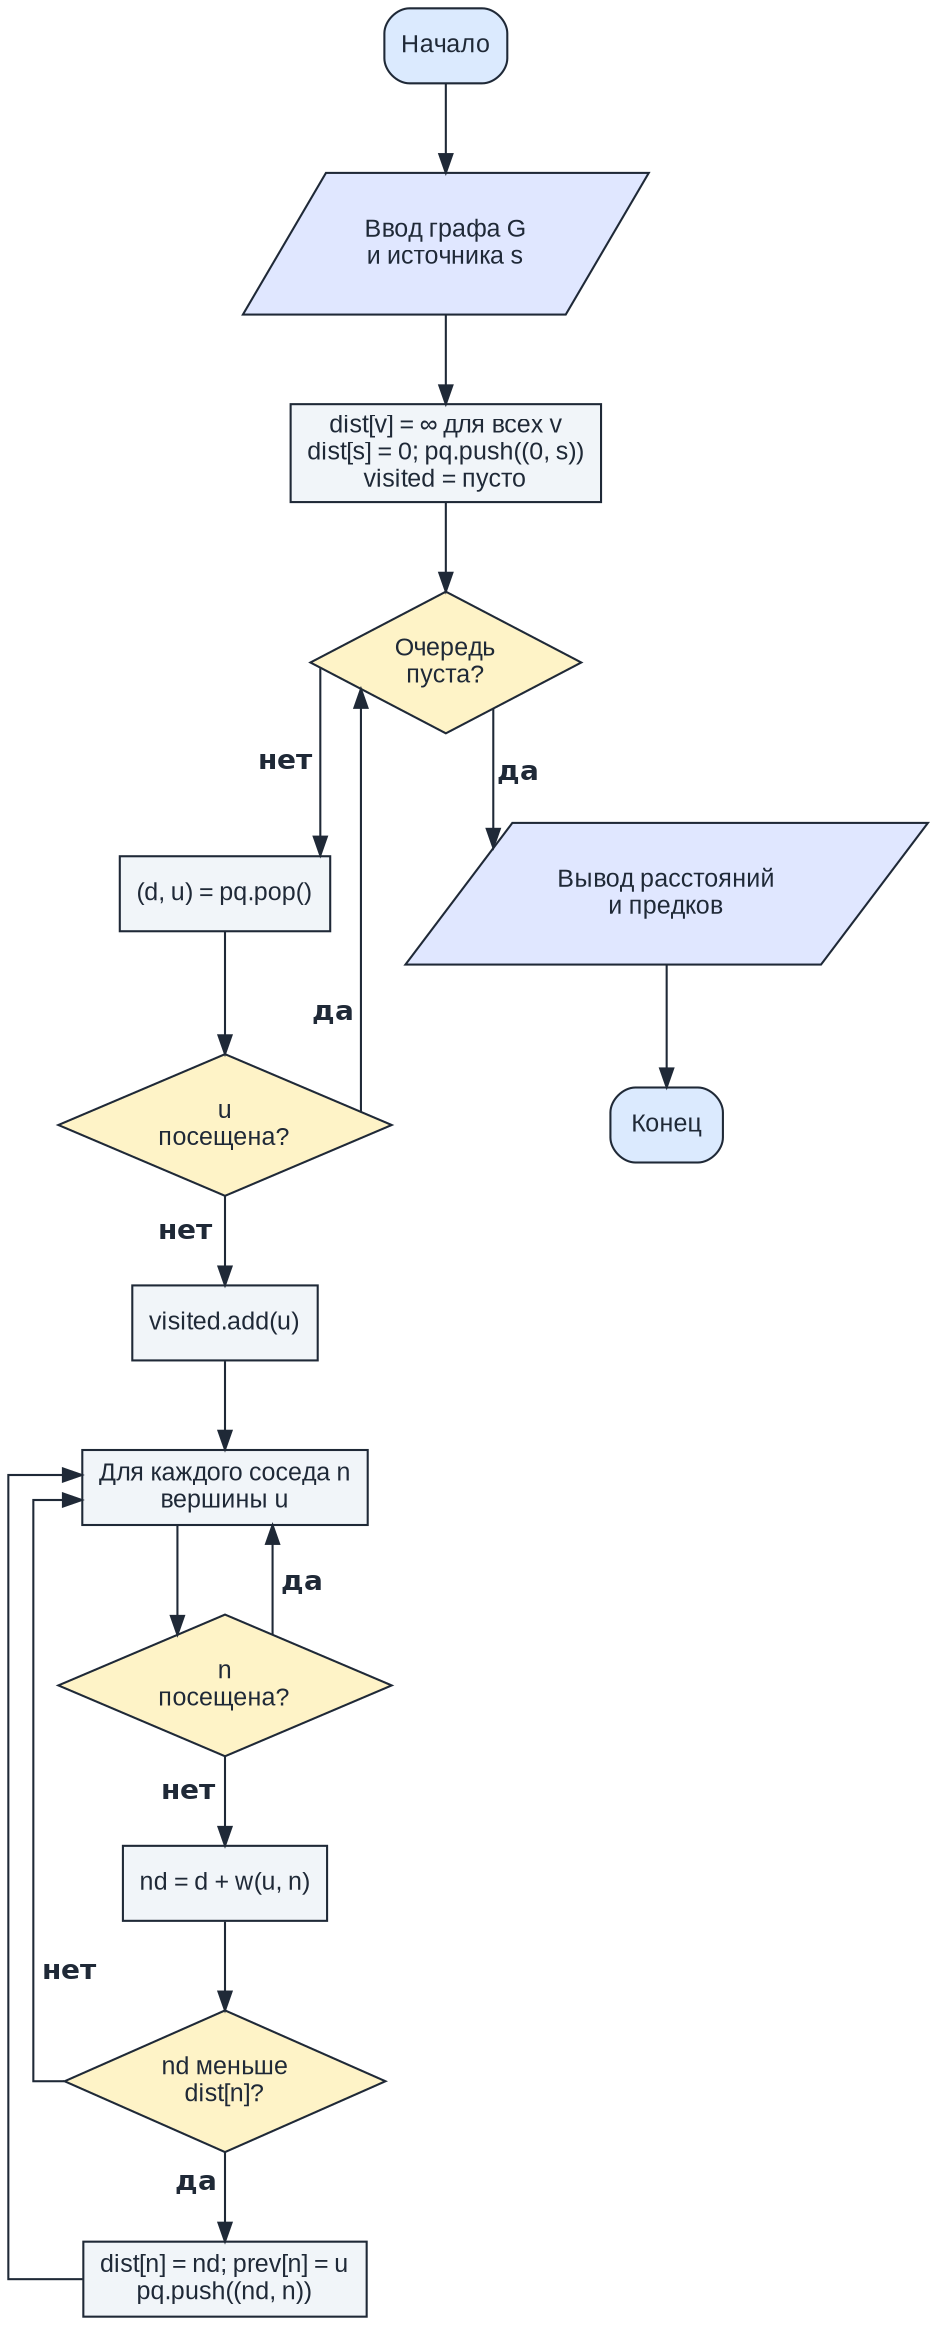 Начало
Ввод графа G
и источника s
dist[v] = ∞ для всех v
dist[s] = 0; pq.push((0, s))
visited = пусто
Очередь
пуста?
нет
да
(d, u) = pq.pop()
Вывод расстояний
и предков
да
u
посещена?
Конец
нет
visited.add(u)
Для каждого соседа n
вершины u
да
n
посещена?
нет
nd = d + w(u, n)
нет
nd меньше
dist[n]?
да
dist[n] = nd; prev[n] = u
pq.push((nd, n))